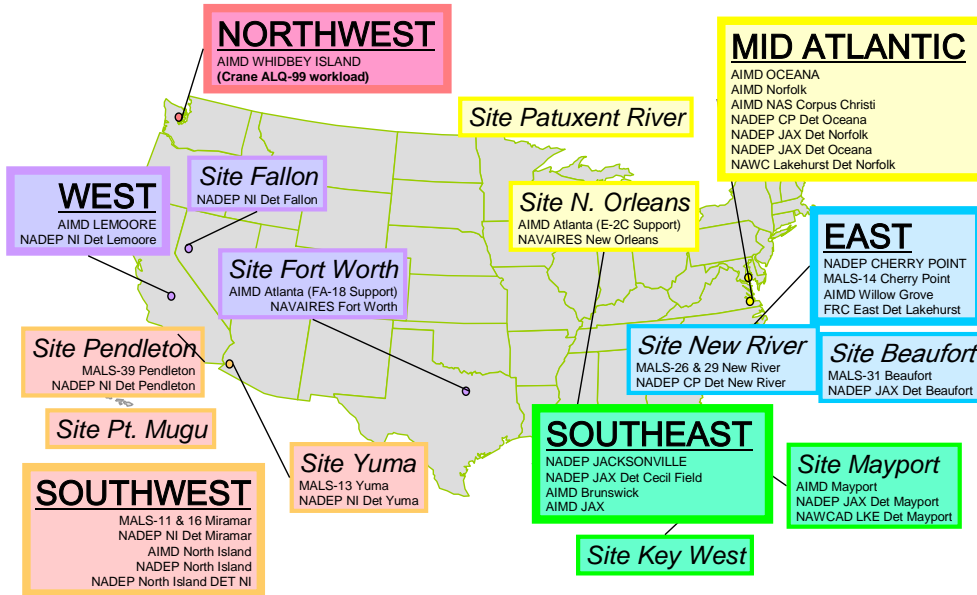 NORTHWEST
AIMD WHIDBEY ISLAND
(Crane ALQ-99 workload)
MID ATLANTIC
AIMD OCEANA
AIMD Norfolk
AIMD NAS Corpus Christi
NADEP CP Det Oceana
NADEP JAX Det Norfolk
NADEP JAX Det Oceana
NAWC Lakehurst Det Norfolk
Site Patuxent River
WEST
AIMD LEMOORE
NADEP NI Det Lemoore
Site Fallon
NADEP NI Det Fallon
Site N. Orleans
AIMD Atlanta (E-2C Support)
NAVAIRES New Orleans
EAST
NADEP CHERRY POINT
MALS-14 Cherry Point
AIMD Willow Grove
FRC East Det Lakehurst
Site Fort Worth
AIMD Atlanta (FA-18 Support)
NAVAIRES Fort Worth
Site Pendleton
MALS-39 Pendleton
NADEP NI Det Pendleton
Site New River
MALS-26 & 29 New River
NADEP CP Det New River
Site Beaufort
MALS-31 Beaufort
NADEP JAX Det Beaufort
Site Pt. Mugu
Site Yuma
MALS-13 Yuma
NADEP NI Det Yuma
SOUTHEAST
NADEP JACKSONVILLE
NADEP JAX Det Cecil Field
AIMD Brunswick
AIMD JAX
Site Mayport
AIMD Mayport
NADEP JAX Det Mayport
NAWCAD LKE Det Mayport
SOUTHWEST
MALS-11 & 16 Miramar
NADEP NI Det Miramar
AIMD North Island
NADEP North Island
NADEP North Island DET NI
Site Key West